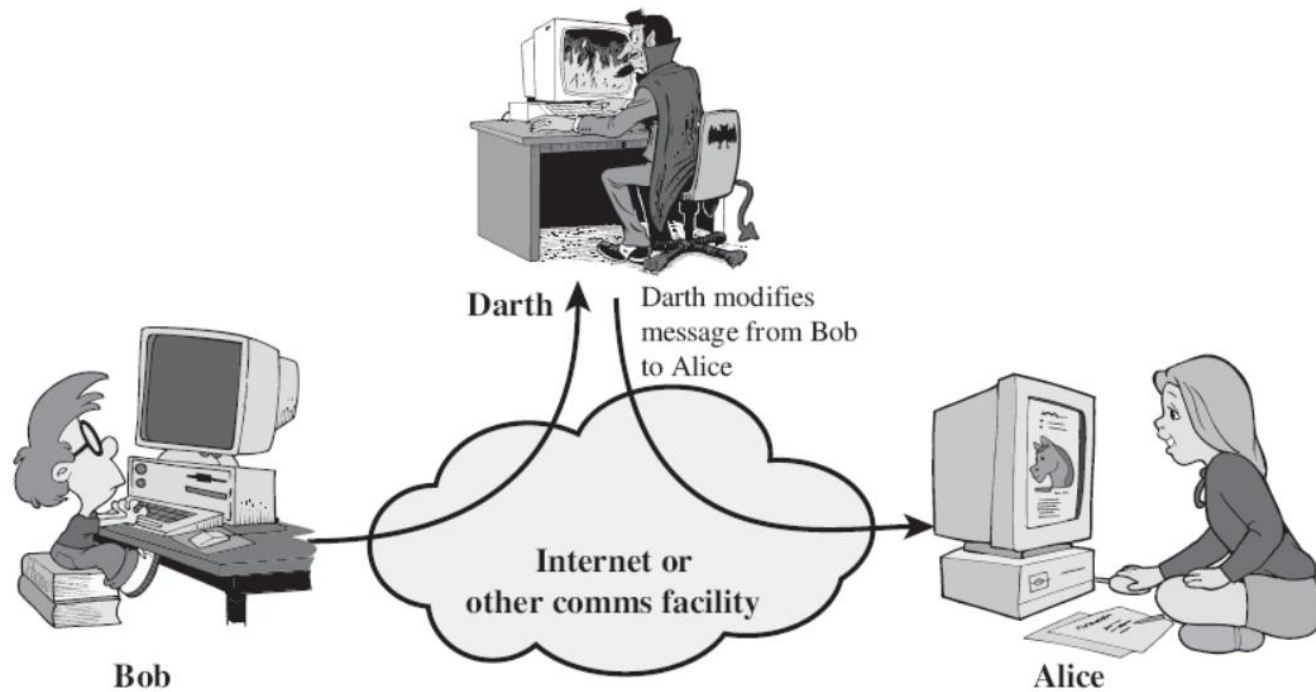 Darth
Darth modifies
message from Bob
to Alice
Internet or
other comms facility
Bob
Alice